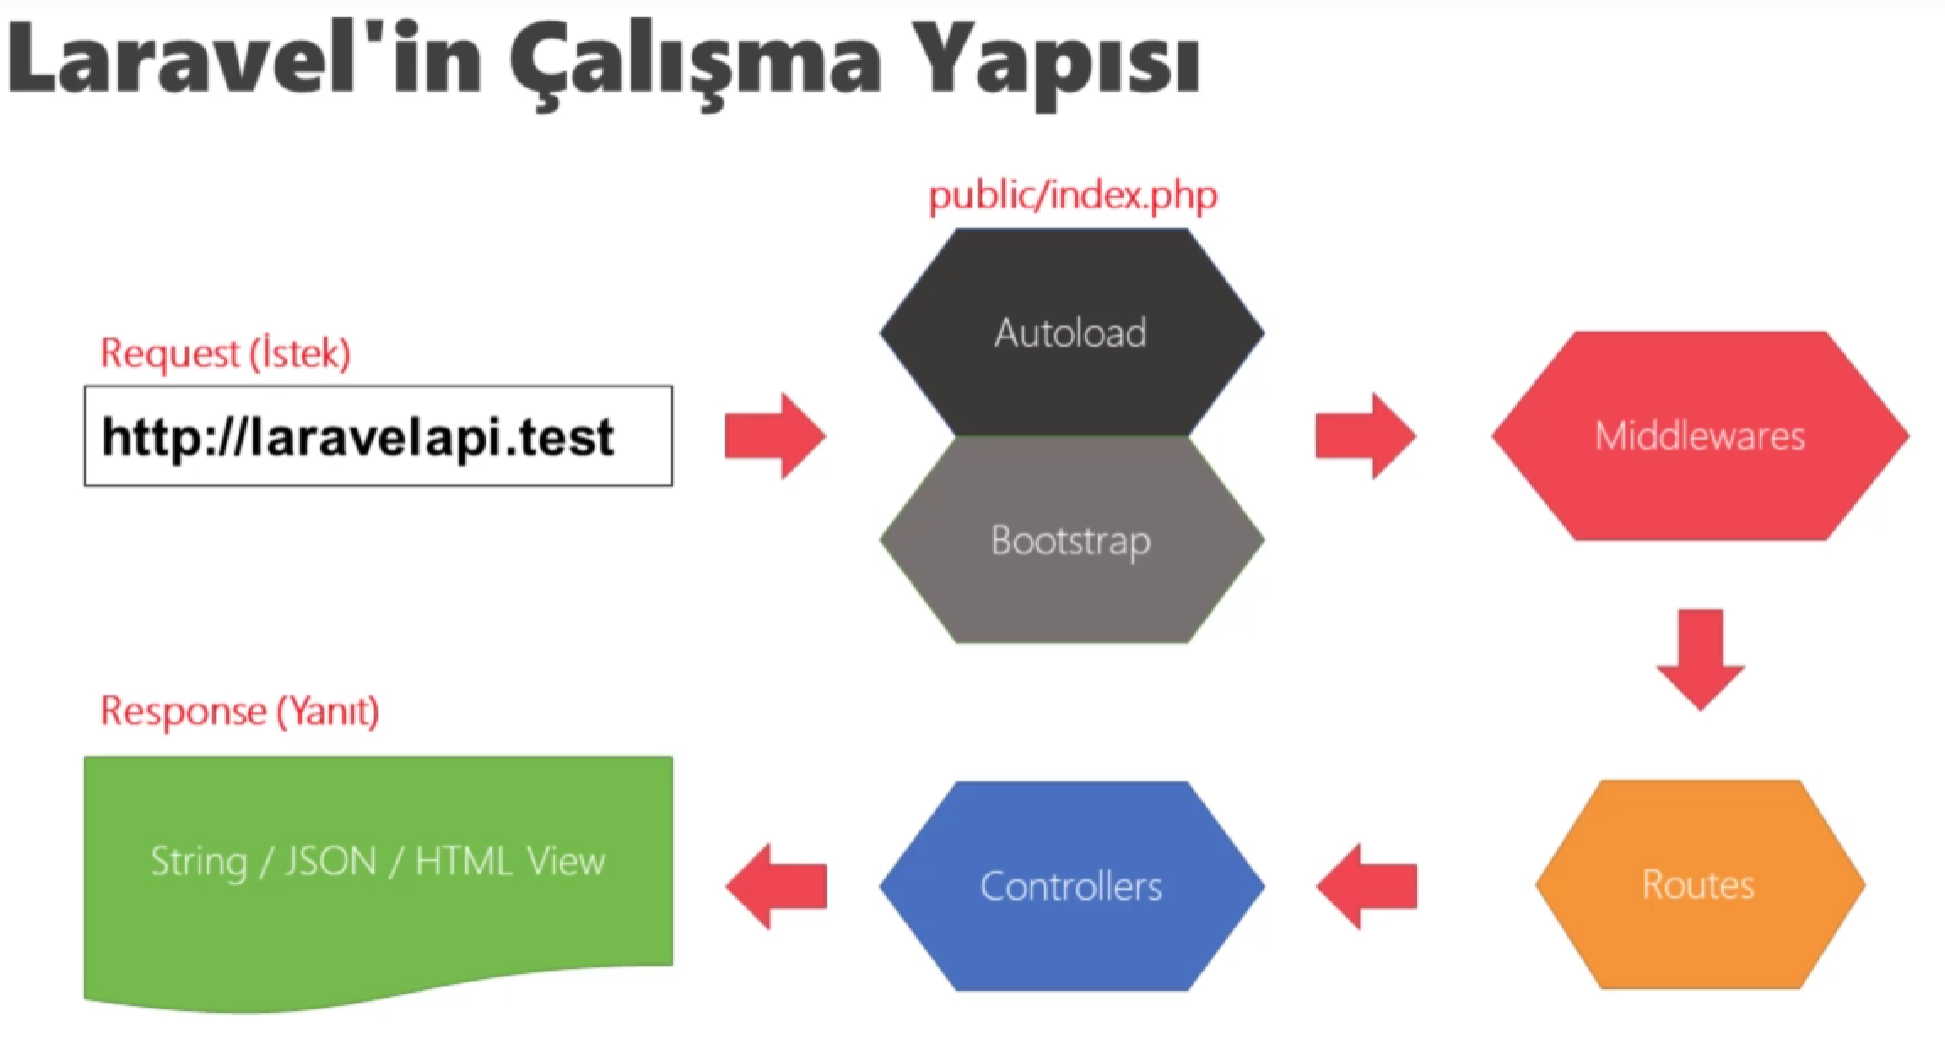 Laravel'in Çalışma Yapısı
public/index.php
Autoload
Request (İstek)
http://laravelapi.test
Middlewares
Bootstrap
Response (Yanıt)
String / JSON / HTML View
Controllers
Routes